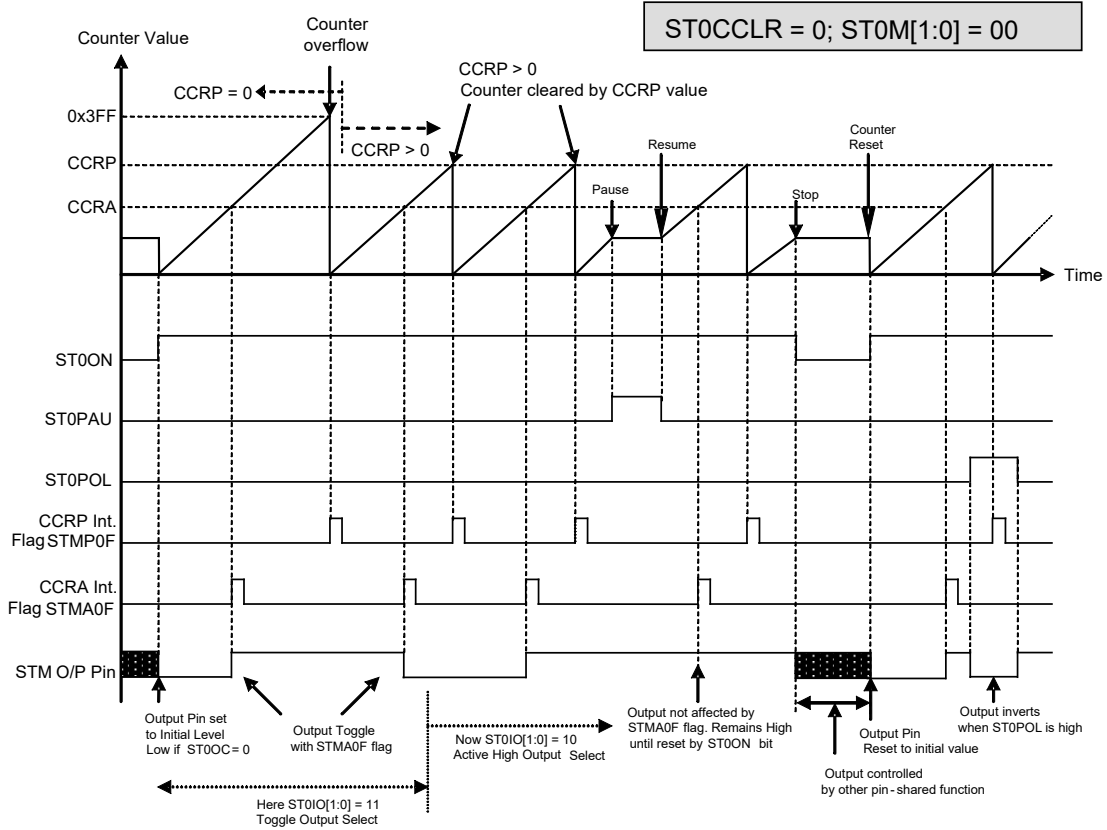 ST0CCLR = 0; ST0M[1:0] = 00
Counter Value
Counter
overflow
CCRP = 0
CCRP > 0
CCRP > 0
Counter cleared by CCRP value
0x3FF
CCRP
CCRA
Pause
Resume
Stop
Counter
Reset
Time
ST0ON
ST0PAU
ST0POL
CCRP Int.
Flag STMP0F
CCRA Int.
Flag STMA0F
STM O/P Pin
Output Pin set
to Initial Level
Low if ST0OC = 0
Output Toggle
with STMA0F flag
Now ST0IO[1:0] = 10
Active High Output Select
Output not affected by
STMA0F flag. Remains High
until reset by ST0ON bit
Output Pin
Reset to initial value
Output inverts
when ST0POL is high
Output controlled
by other pin-shared function
Here ST0IO[1:0] = 11
Toggle Output Select